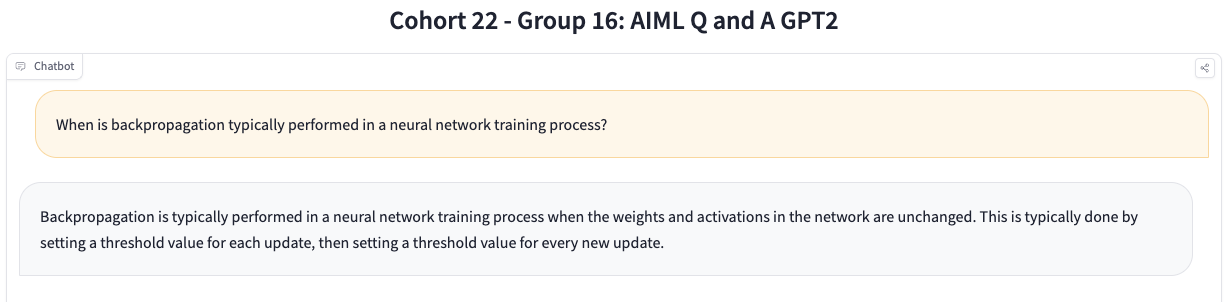 Cohort 22 - Group 16: AIML Q and A GPT2
Chatbot
When is backpropagation typically performed in a neural network training process?
Backpropagation is typically performed in a neural network training process when the weights and activations in the network are unchanged. This is typically done by
setting a threshold value for each update, then setting a threshold value for every new update.